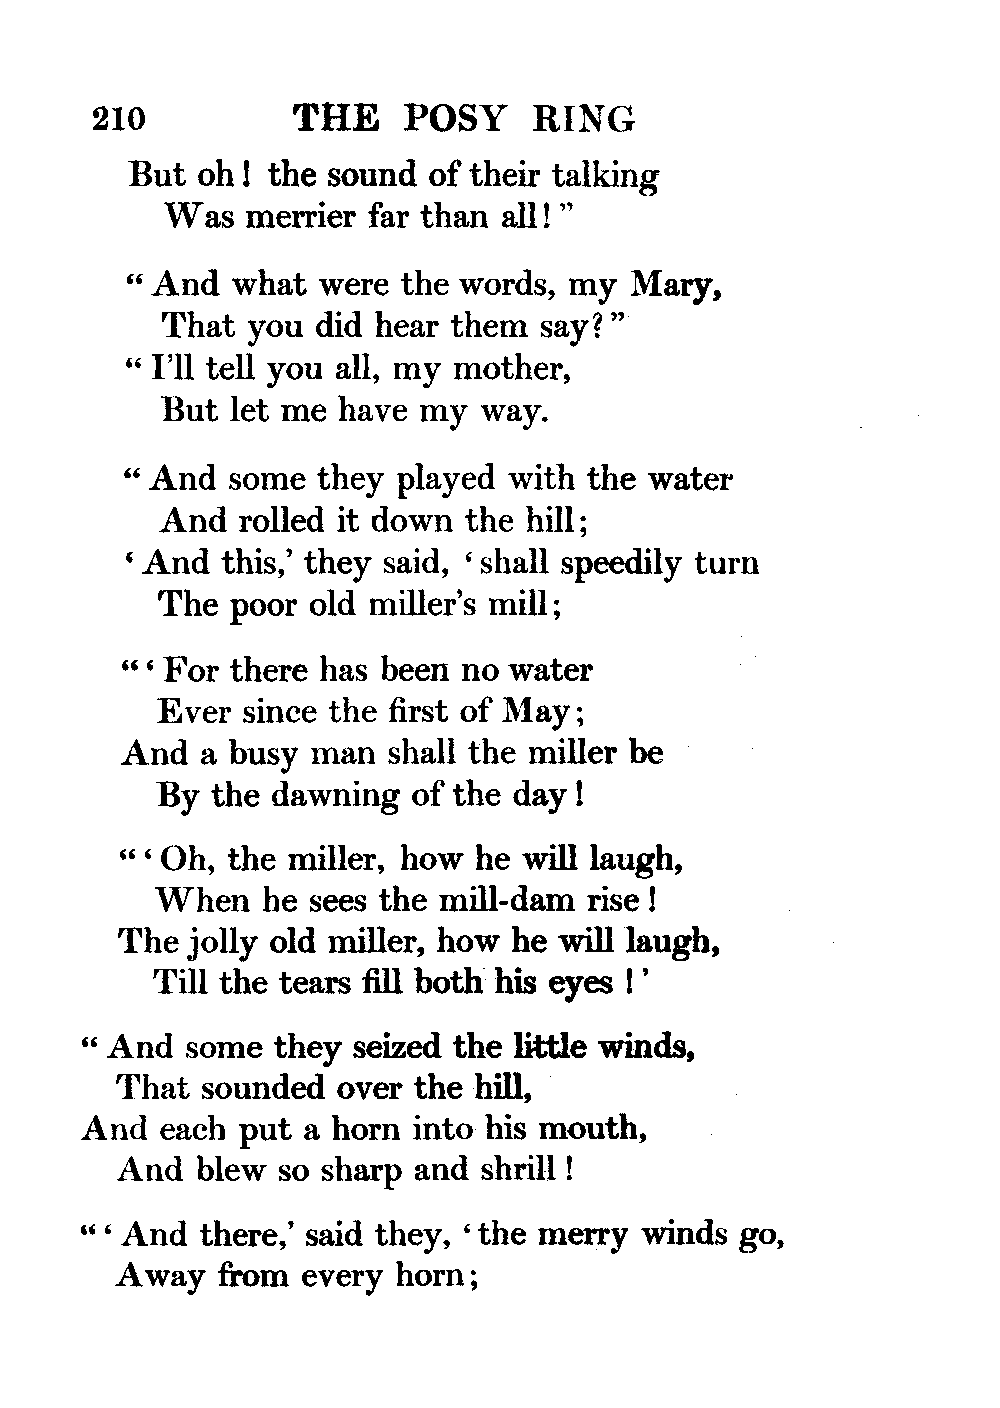 210 THE POSY RING
But oh! the sound of their talking
Was merrier far than all!”
“And what were the words, my Mary,
That you did hear them say?”
“I’ll tell you all, my mother,
But let me have my way.
“And some they played with the water
And rolled it down the hill;
‘And this,’ they said, ‘shall speedily turn
The poor old miller’s mill;
“‘For there has been no water
Ever since the first of May;
And a busy man shall the miller be
By the dawning of the day!
“‘Oh, the miller, how he will laugh,
When he sees the mill-dam rise!
The jolly old miller, how he will laugh,
Till the tears fill both his eyes!’
“And some they seized the little winds,
That sounded over the hill,
And each put a horn into his mouth,
And blew so sharp and shrill!
“‘And there,’ said they, ‘the merry winds go,
Away from every horn;